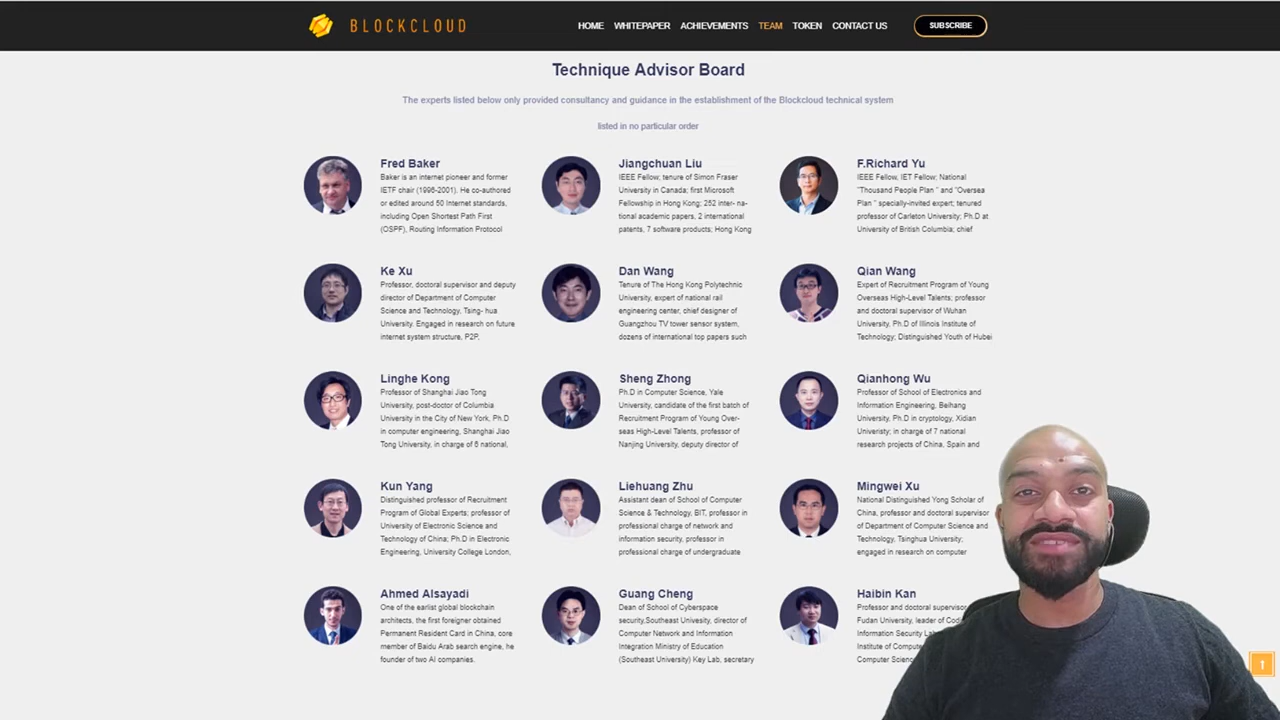 BLOCKCLOUD
HOME WHITEPAPER ACHIEVEMENTS TEAM TOKEN CONTACT US SUBSCRIBE
Technique Advisor Board
The experts listed below only provided consultancy and guidance in the establishment of the Blockcloud technical system
listed in no particular order
Fred Baker
Baker is an internet pioneer and former
IETF chair (1996-2001). He co-authored
or edited around 50 Internet standards,
including Open Shortest Path First
(OSPF), Routing Information Protocol
Jiangchuan Liu
IEEE Fellow; tenure of Simon Fraser
University in Canada; first Microsoft
Fellowship in Hong Kong; 252 inter- na-
tional academic papers, 2 international
patents, 7 software products; Hong Kong
F.Richard Yu
IEEE Fellow, IET Fellow; National
"Thousand People Plan " and "Oversea
Plan " specially-invited expert; tenured
professor of Carleton University; Ph.D at
University of British Columbia; chief
Ke Xu
Professor, doctoral supervisor and deputy
director of Department of Computer
Science and Technology, Tsing- hua
University. Engaged in research on future
internet system structure, P2P,
Dan Wang
Tenure of The Hong Kong Polytechnic
University, expert of national rail
engineering center, chief designer of
Guangzhou TV tower sensor system,
dozens of international top papers such
Qian Wang
Expert of Recruitment Program of Young
Overseas High-Level Talents; professor
and doctoral supervisor of Wuhan
University, Ph.D of Illinois Institute of
Technology; Distinguished Youth of Hubei
Linghe Kong
Professor of Shanghai Jiao Tong
University, post-doctor of Columbia
University in the City of New York, Ph.D
in computer engineering, Shanghai Jiao
Tong University, in charge of 6 national,
Sheng Zhong
Ph.D in Computer Science, Yale
University, candidate of the first batch of
Recruitment Program of Young Over-
seas High-Level Talents, professor of
Nanjing University, deputy director of
Qianhong Wu
Professor of School of Electronics and
Information Engineering, Beihang
University, Ph.D in cryptology, Xidian
Univeristy; in charge of 7 national
research projects of China, Spain and
Kun Yang
Distinguished professor of Recruitment
Program of Global Experts; professor of
University of Electronic Science and
Technology of China; Ph.D in Electronic
Engineering, University College London,
Liehuang Zhu
Assistant dean of School of Computer
Science & Technology, BIT, professor in
professional charge of network and
information security, professor in
professional charge of undergraduate
Mingwei Xu
National Distinguished Yong Scholar of
China, professor and doctoral supervisor
of Department of Computer Science and
Technology, Tsinghua University;
engaged in research on computer
Ahmed Alsayadi
One of the earlist global blockchain
architects, the first foreigner obtained
Permanent Resident Card in China, core
member of Baidu Arab search engine, he
founder of two AI companies.
Guang Cheng
Dean of School of Cyberspace
security,Southeast Univesity, director of
Computer Network and Information
Integration Ministry of Education
(Southeast University) Key Lab, secretary
Haibin Kan
Professor and doctoral supervisor
Fudan University, leader of
Information Security
Institute of
Computer